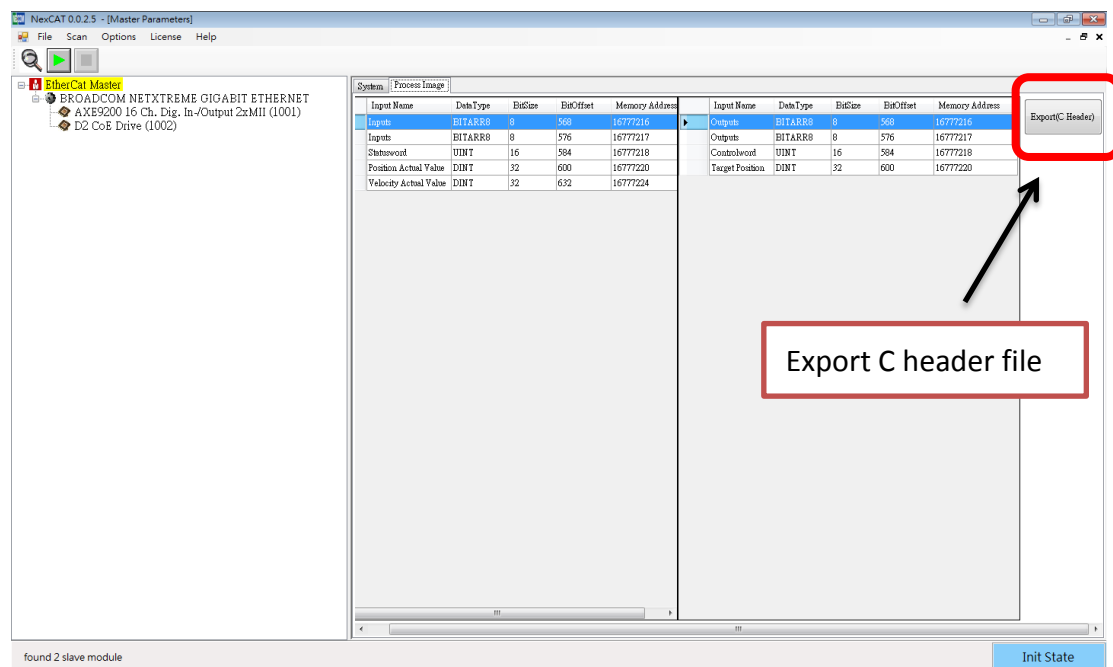 NexCAT 0.0.2.5 - [Master Parameters]
File Scan Options License Help
EtherCat Master
BROADCOM NETXTREME GIGABIT ETHERNET
AXE9200 16 Ch. Dig. In-/Output 2xMII (1001)
D2 CoE Drive (1002)
System Process Image
Input Name DataType BitSize BitOffset Memory Address
Inputs BITARR8 8 568 16777216
Inputs BITARR8 8 576 16777217
Statusword UINT 16 584 16777218
Position Actual Value DINT 32 600 16777220
Velocity Actual Value DINT 32 632 16777224
Input Name DataType BitSize BitOffset Memory Address
Outputs BITARR8 8 568 16777216
Outputs BITARR8 8 576 16777217
Controlword UINT 16 584 16777218
Target Position DINT 32 600 16777220
Export(C Header)
Export C header file
found 2 slave module
Init State